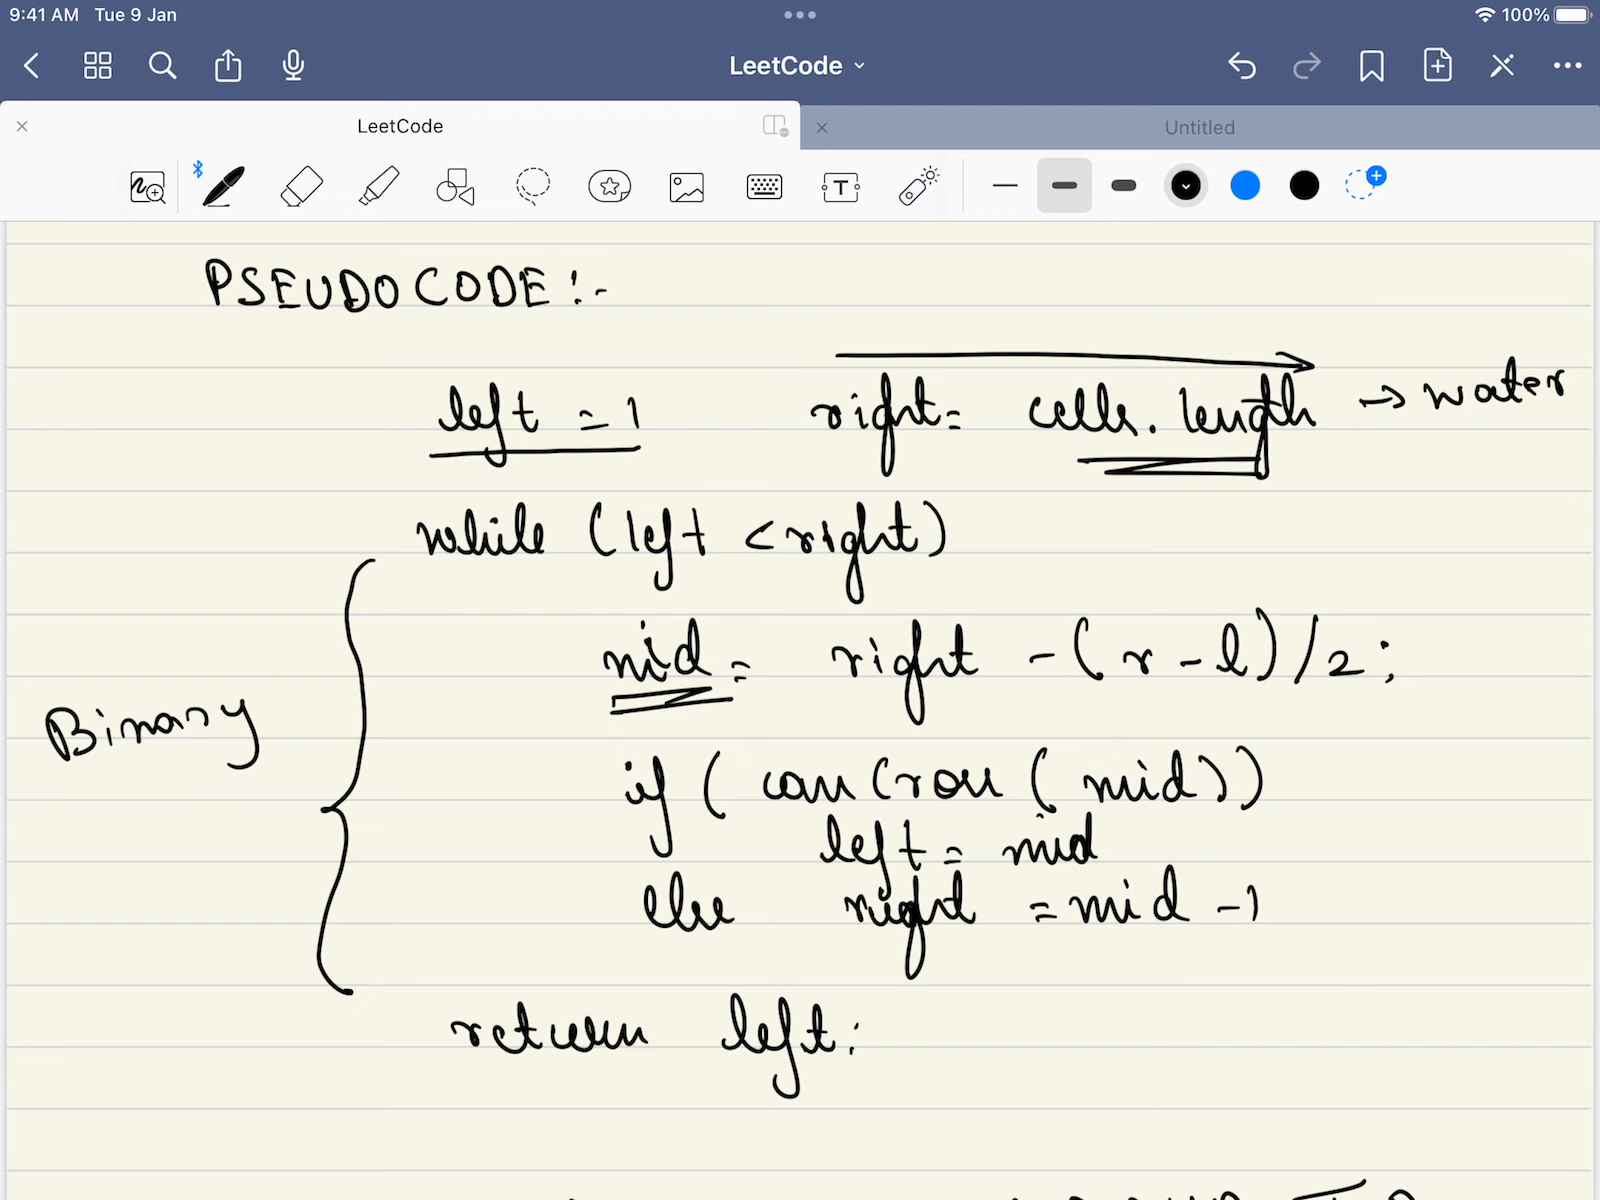 9:41 AM Tue 9 Jan
100%
LeetCode
LeetCode
Untitled
T
PSEUDOCODE:-
left = 1 right= cells.length → water
while (left < right)
mid = right - (r - l)/2;
Binary
if ( canCross ( mid))
left = mid
else right = mid - 1
return left;